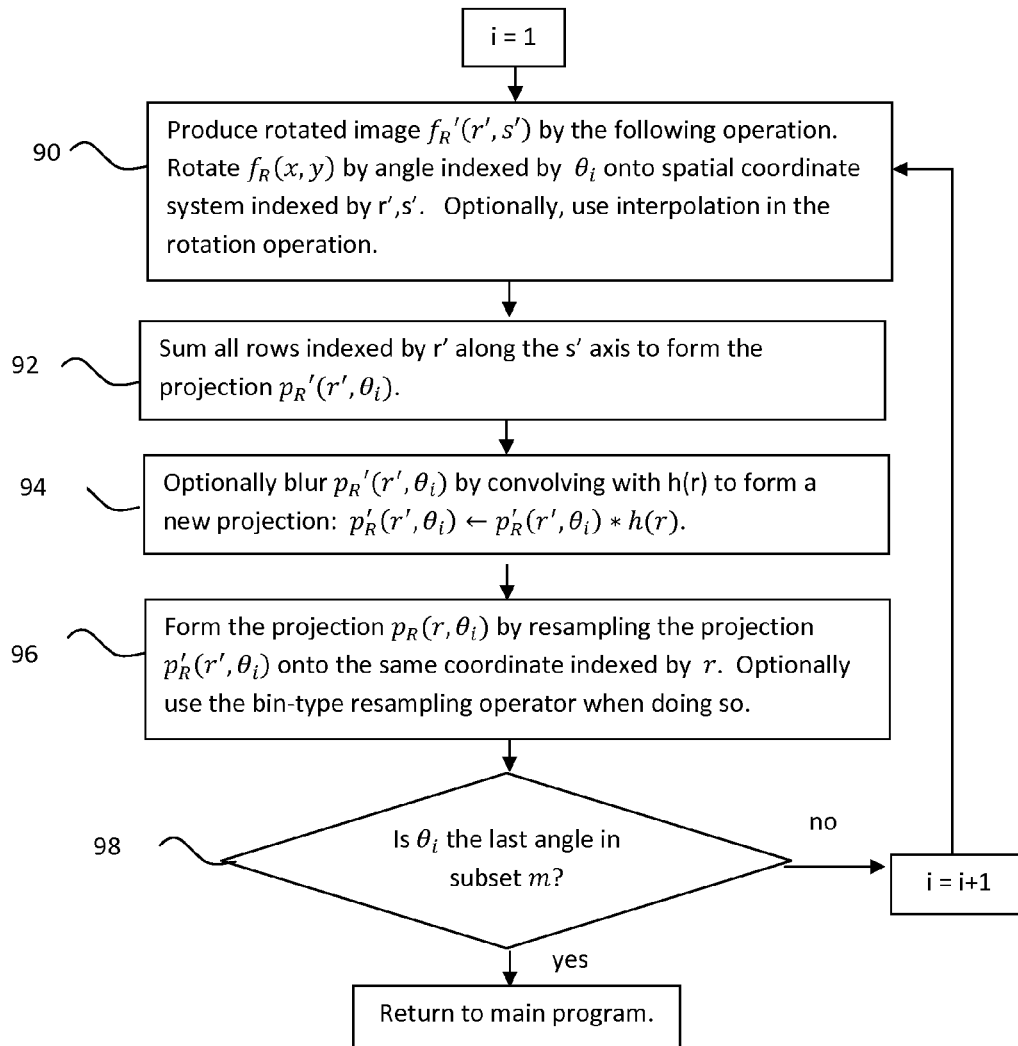 i = 1
90
Produce rotated image f_R'(r', s') by the following operation.
Rotate f_R(x, y) by angle indexed by θ_i onto spatial coordinate
system indexed by r',s'. Optionally, use interpolation in the
rotation operation.
92
Sum all rows indexed by r' along the s' axis to form the
projection p_R'(r', θ_i).
94
Optionally blur p_R'(r', θ_i) by convolving with h(r) to form a
new projection: p'_R(r', θ_i) ← p'_R(r', θ_i) * h(r).
96
Form the projection p_R(r, θ_i) by resampling the projection
p'_R(r', θ_i) onto the same coordinate indexed by r. Optionally
use the bin-type resampling operator when doing so.
98
Is θ_i the last angle in
subset m?
no
i = i+1
yes
Return to main program.